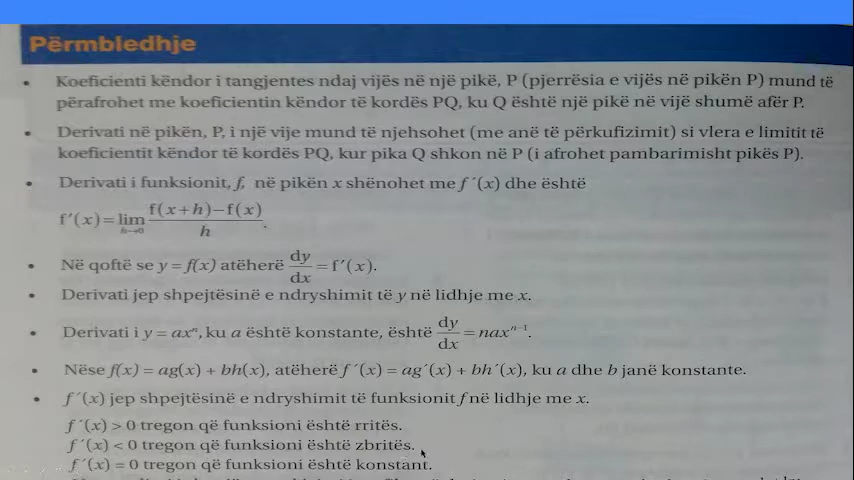 Përmbledhje
• Koeficienti këndor i tangjentes ndaj vijës në një pikë, P (pjerrësia e vijës në pikën P) mund të
përafrohet me koeficientin këndor të kordës PQ, ku Q është një pikë në vijë shumë afër P.
• Derivati në pikën, P, i një vije mund të njehsohet (me anë të përkufizimit) si vlera e limitit të
koeficientit këndor të kordës PQ, kur pika Q shkon në P (i afrohet pambarimisht pikës P).
• Derivati i funksionit, f, në pikën x shënohet me f ´(x) dhe është
f′(x) = lim h→0 f(x+h)−f(x) / h .
• Në qoftë se y = f(x) atëherë dy/dx = f′(x).
• Derivati jep shpejtësinë e ndryshimit të y në lidhje me x.
• Derivati i y = axⁿ, ku a është konstante, është dy/dx = naxⁿ⁻¹.
• Nëse f(x) = ag(x) + bh(x), atëherë f ´(x) = ag´(x) + bh´(x), ku a dhe b janë konstante.
• f ´(x) jep shpejtësinë e ndryshimit të funksionit f në lidhje me x.
f ´(x) > 0 tregon që funksioni është rritës.
f ´(x) < 0 tregon që funksioni është zbritës.
f ´(x) = 0 tregon që funksioni është konstant.